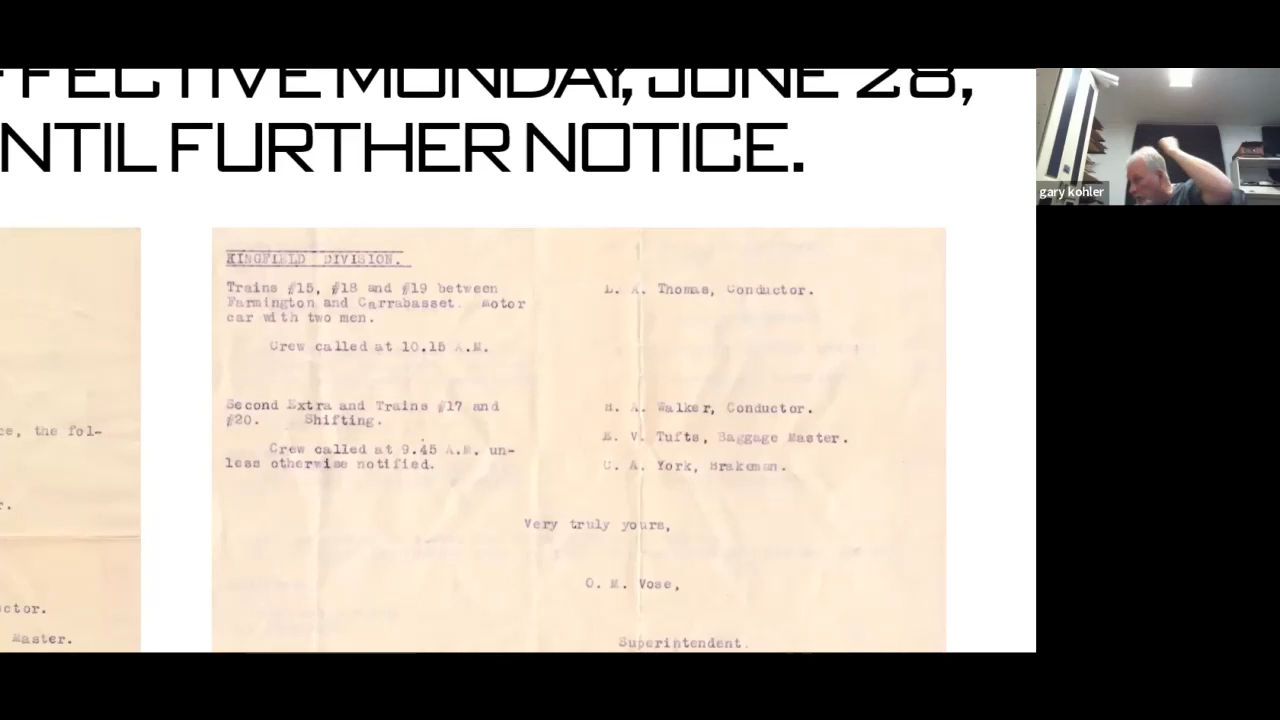 EFFECTIVE MONDAY, JUNE 28,
UNTIL FURTHER NOTICE.
gary kohler
ce, the fol-
r.
ctor.
Master.
KINGFIELD DIVISION.
Trains #15, #18 and #19 between
Farmington and Carrabasset. Motor
car with two men.
L. Thomas, Conductor.
Crew called at 10.15 A.M.
Second Extra and Trains #17 and
#20. Shifting.
H. A. Walker, Conductor.
E. V. Tufts, Baggage Master.
Crew called at 9.45 A.M. un-
less otherwise notified.
C. A. York, Brakeman.
Very truly yours,
O. M. Vose,
Superintendent.